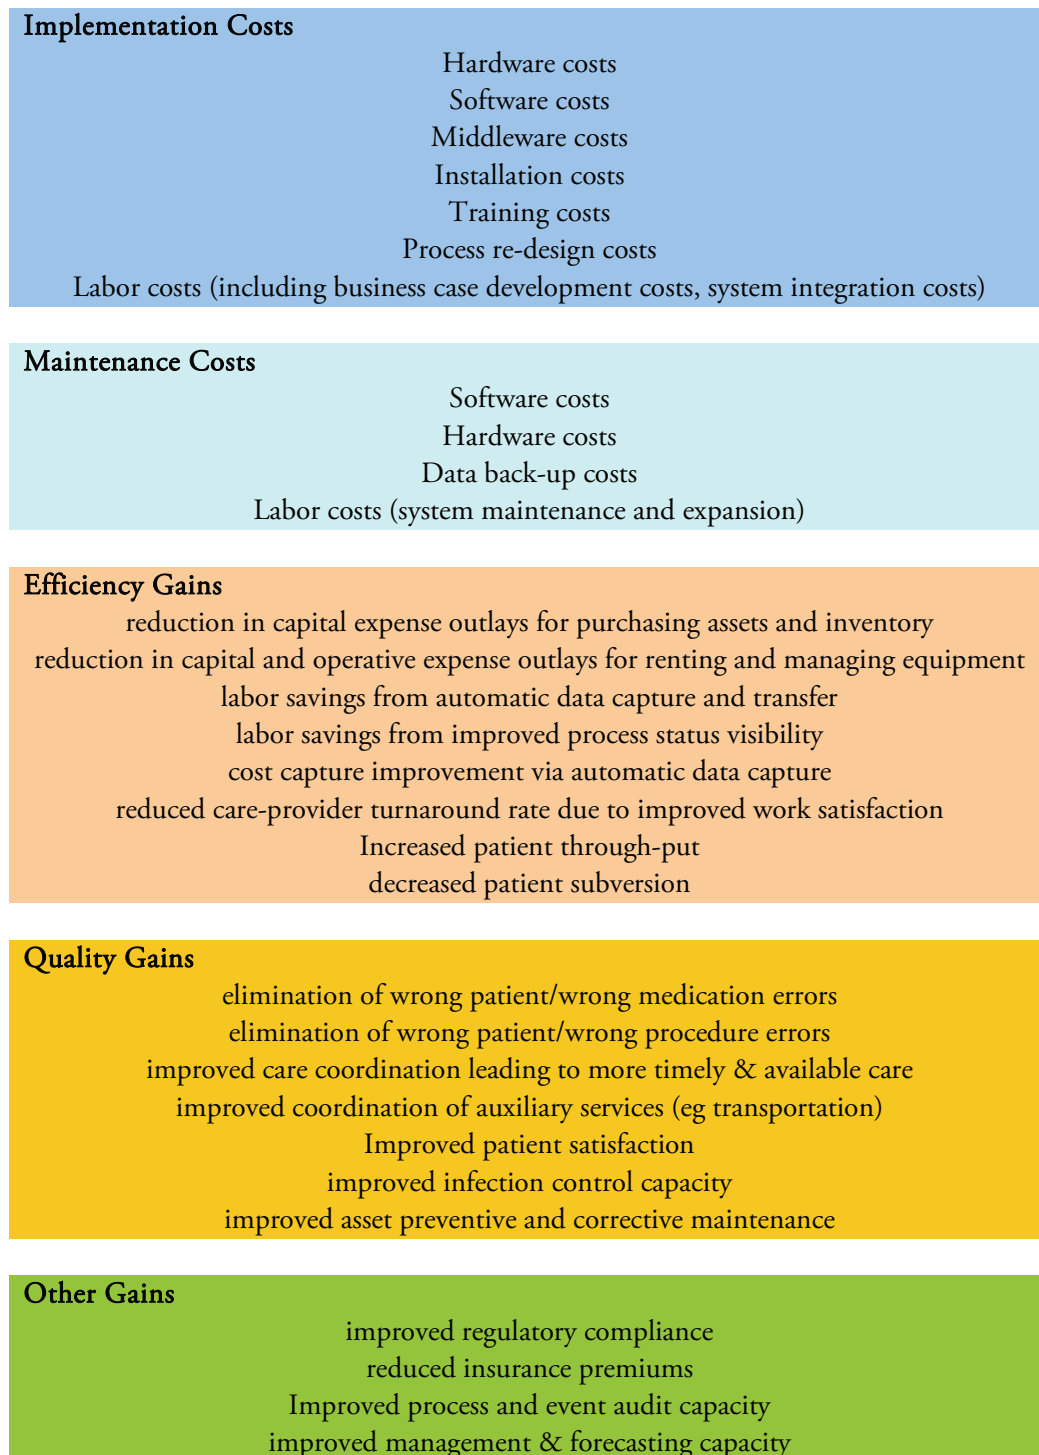 Implementation Costs
Hardware costs
Software costs
Middleware costs
Installation costs
Training costs
Process re-design costs
Labor costs (including business case development costs, system integration costs)
Maintenance Costs
Software costs
Hardware costs
Data back-up costs
Labor costs (system maintenance and expansion)
Efficiency Gains
reduction in capital expense outlays for purchasing assets and inventory
reduction in capital and operative expense outlays for renting and managing equipment
labor savings from automatic data capture and transfer
labor savings from improved process status visibility
cost capture improvement via automatic data capture
reduced care-provider turnaround rate due to improved work satisfaction
Increased patient through-put
decreased patient subversion
Quality Gains
elimination of wrong patient/wrong medication errors
elimination of wrong patient/wrong procedure errors
improved care coordination leading to more timely & available care
improved coordination of auxiliary services (eg transportation)
Improved patient satisfaction
improved infection control capacity
improved asset preventive and corrective maintenance
Other Gains
improved regulatory compliance
reduced insurance premiums
Improved process and event audit capacity
improved management & forecasting capacity